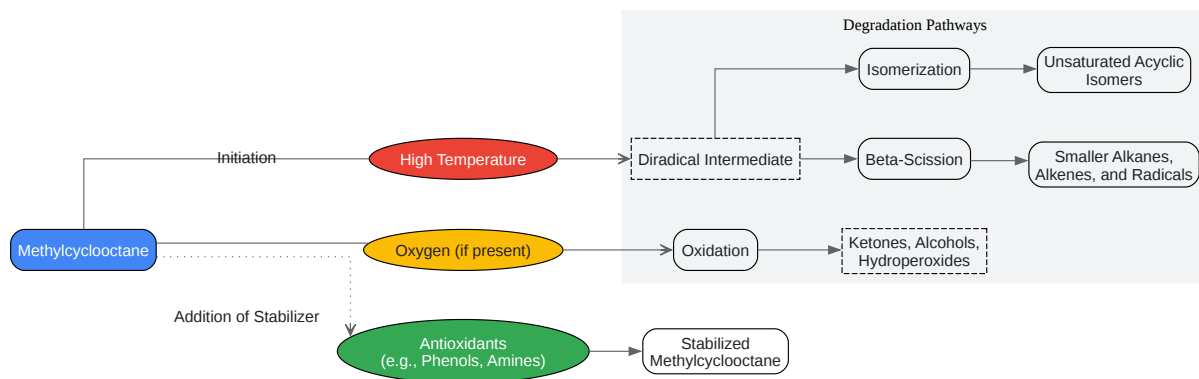 Degradation Pathways
Isomerization
Unsaturated Acyclic
Isomers
Initiation
High Temperature
Diradical Intermediate
Beta-Scission
Smaller Alkanes,
Alkenes, and Radicals
Methylcyclooctane
Oxygen (if present)
Oxidation
Ketones, Alcohols,
Hydroperoxides
Addition of Stabilizer
Antioxidants
(e.g., Phenols, Amines)
Stabilized
Methylcyclooctane